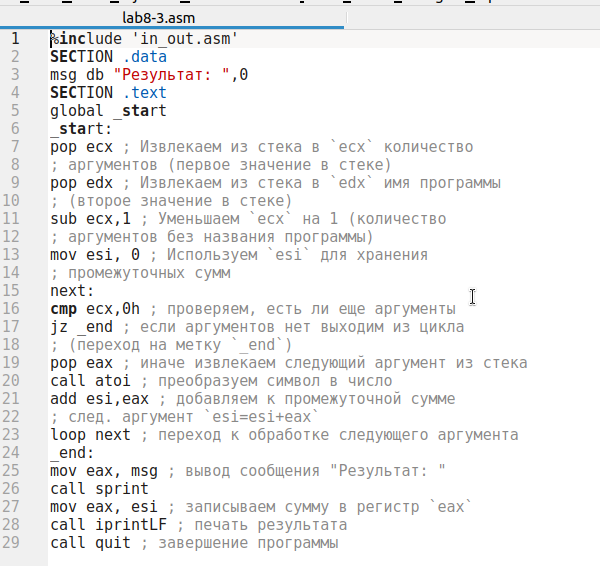 lab8-3.asm
1 %include 'in_out.asm'
2 SECTION .data
3 msg db "Результат: ",0
4 SECTION .text
5 global _start
6 _start:
7 pop ecx ; Извлекаем из стека в `ecx` количество
8 ; аргументов (первое значение в стеке)
9 pop edx ; Извлекаем из стека в `edx` имя программы
10 ; (второе значение в стеке)
11 sub ecx,1 ; Уменьшаем `ecx` на 1 (количество
12 ; аргументов без названия программы)
13 mov esi, 0 ; Используем `esi` для хранения
14 ; промежуточных сумм
15 next:
16 cmp ecx,0h ; проверяем, есть ли еще аргументы
17 jz _end ; если аргументов нет выходим из цикла
18 ; (переход на метку `_end`)
19 pop eax ; иначе извлекаем следующий аргумент из стека
20 call atoi ; преобразуем символ в число
21 add esi,eax ; добавляем к промежуточной сумме
22 ; след. аргумент `esi=esi+eax`
23 loop next ; переход к обработке следующего аргумента
24 _end:
25 mov eax, msg ; вывод сообщения "Результат: "
26 call sprint
27 mov eax, esi ; записываем сумму в регистр `eax`
28 call iprintLF ; печать результата
29 call quit ; завершение программы